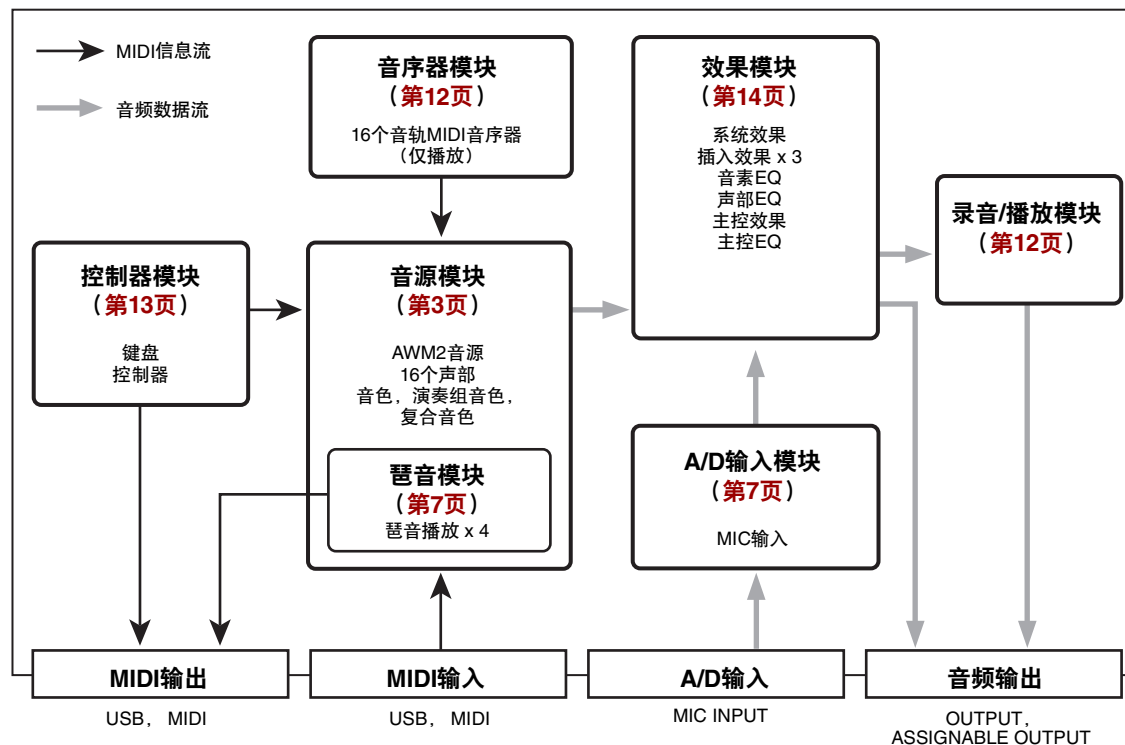 MIDI信息流
音频数据流
音序器模块
（第12页）
16个音轨MIDI音序器
（仅播放）
效果模块
（第14页）
系统效果
插入效果 x 3
音素EQ
声部EQ
主控效果
主控EQ
录音/播放模块
（第12页）
控制器模块
（第13页）
键盘
控制器
音源模块
（第3页）
AWM2音源
16个声部
音色，演奏组音色，
复合音色
琶音模块
（第7页）
琶音播放 x 4
A/D输入模块
（第7页）
MIC输入
MIDI输出
USB， MIDI
MIDI输入
USB， MIDI
A/D输入
MIC INPUT
音频输出
OUTPUT，
ASSIGNABLE OUTPUT